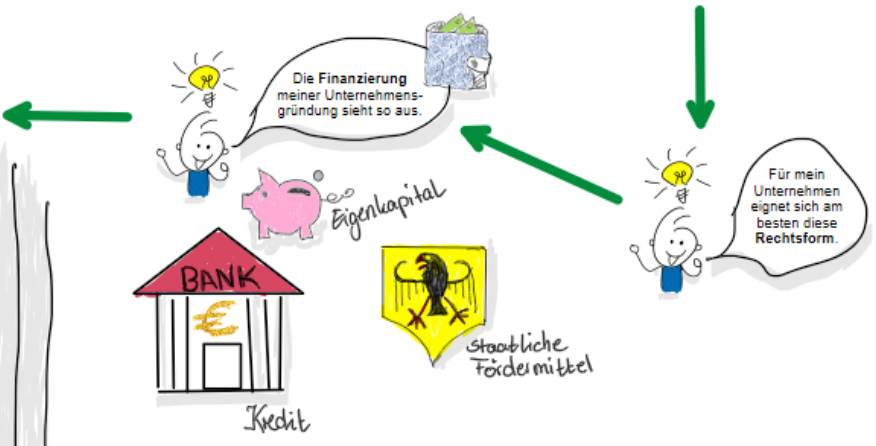 Die Finanzierung
meiner Unternehmens-
gründung sieht so aus.
Für mein
Unternehmen
eignet sich am
besten diese
Rechtsform.
Eigenkapital
BANK
€
staatliche
Fördermittel
Kredit